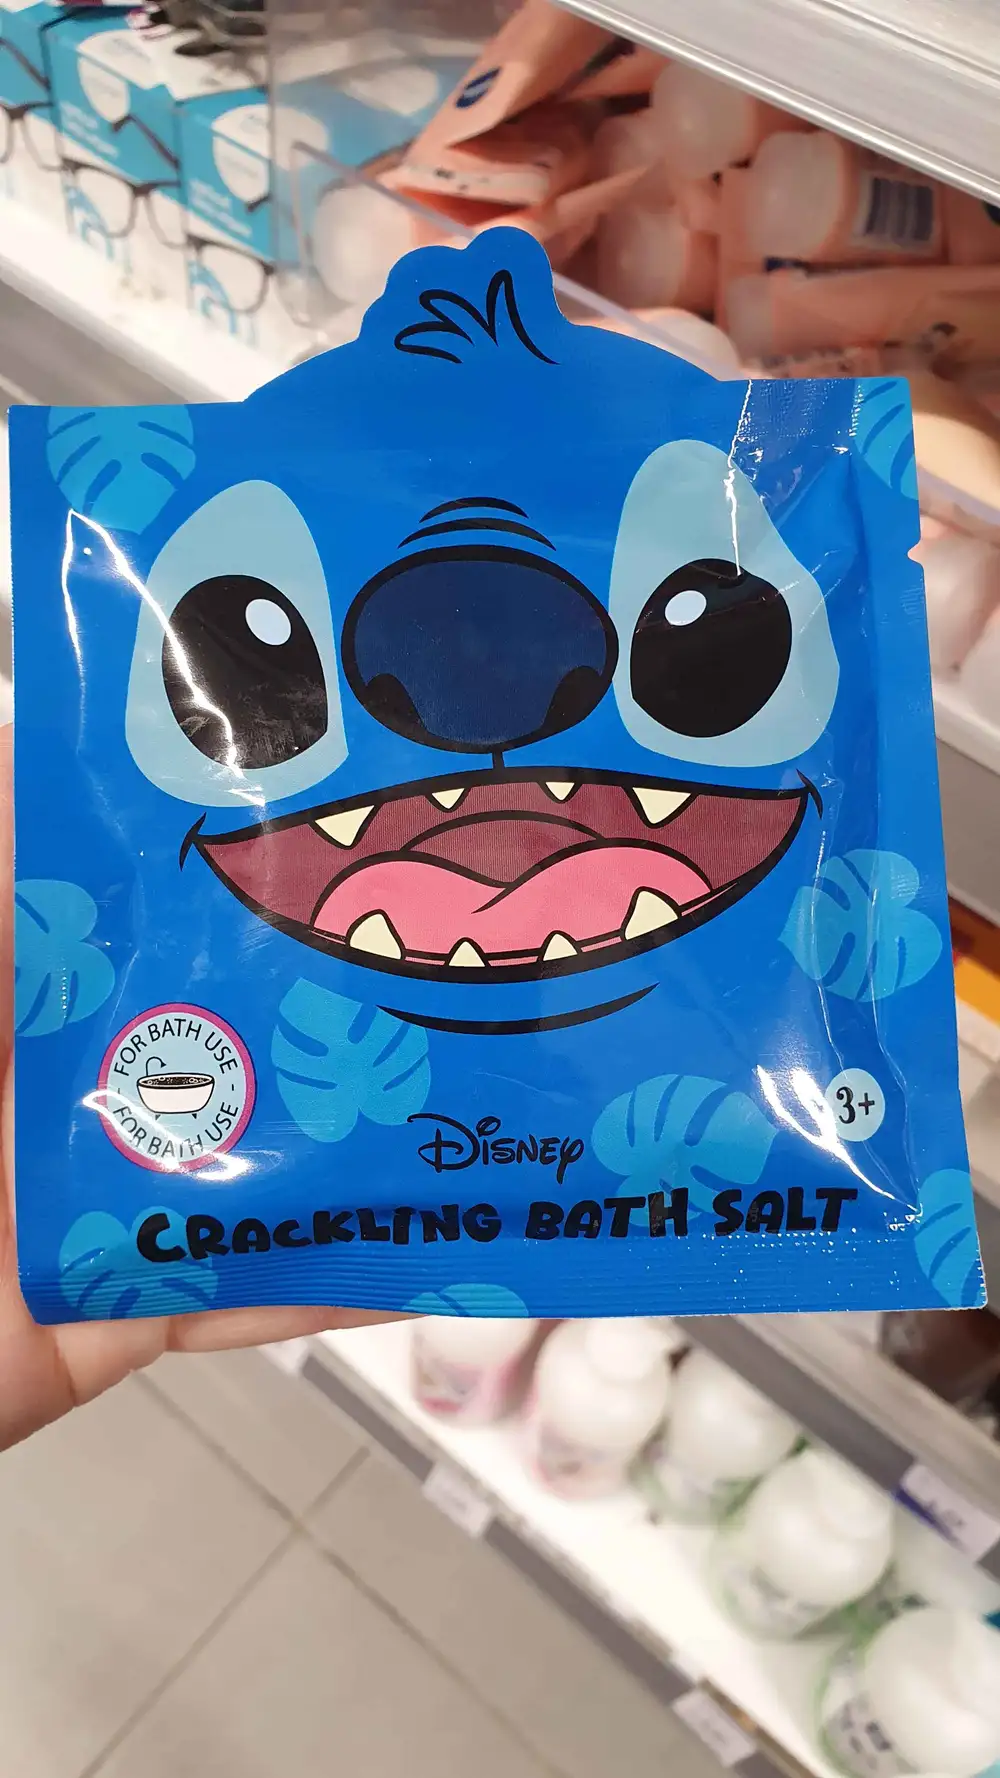 FOR BATH USE -
FOR BATH USE -
3+
Disney
CRACKLING BATH SALT